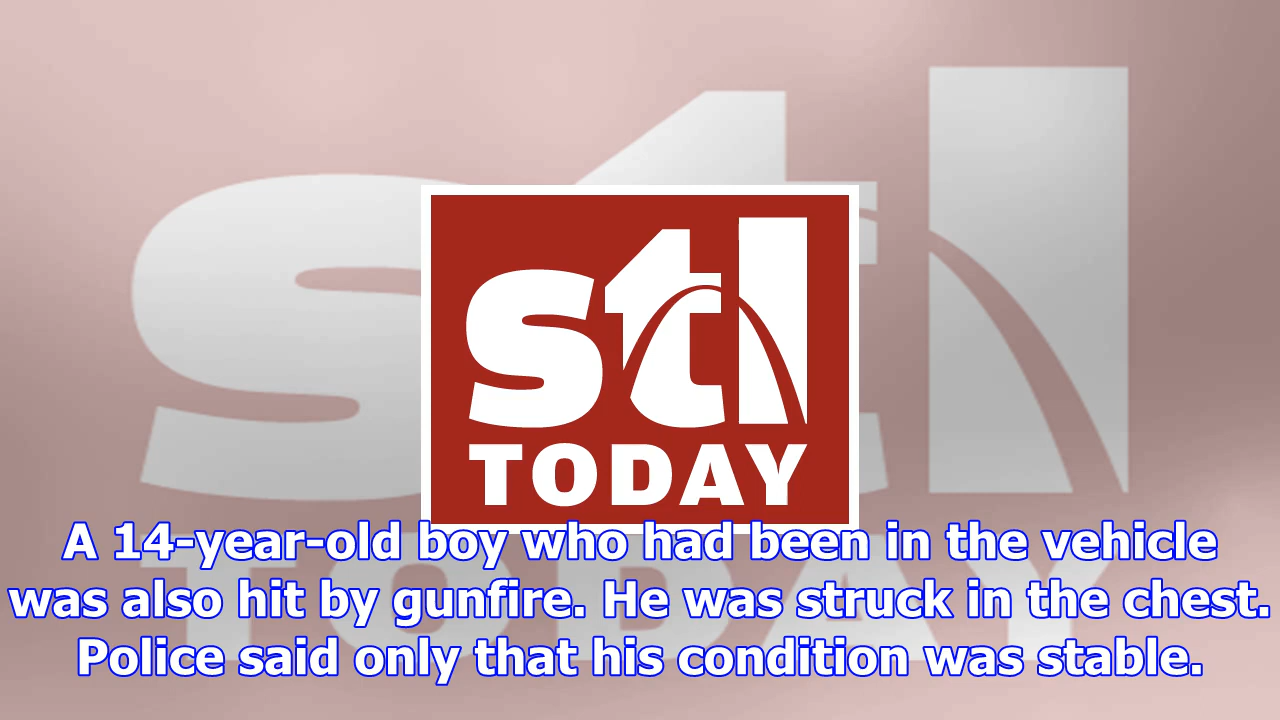 stl
TODAY
A 14-year-old boy who had been in the vehicle
was also hit by gunfire. He was struck in the chest.
Police said only that his condition was stable.